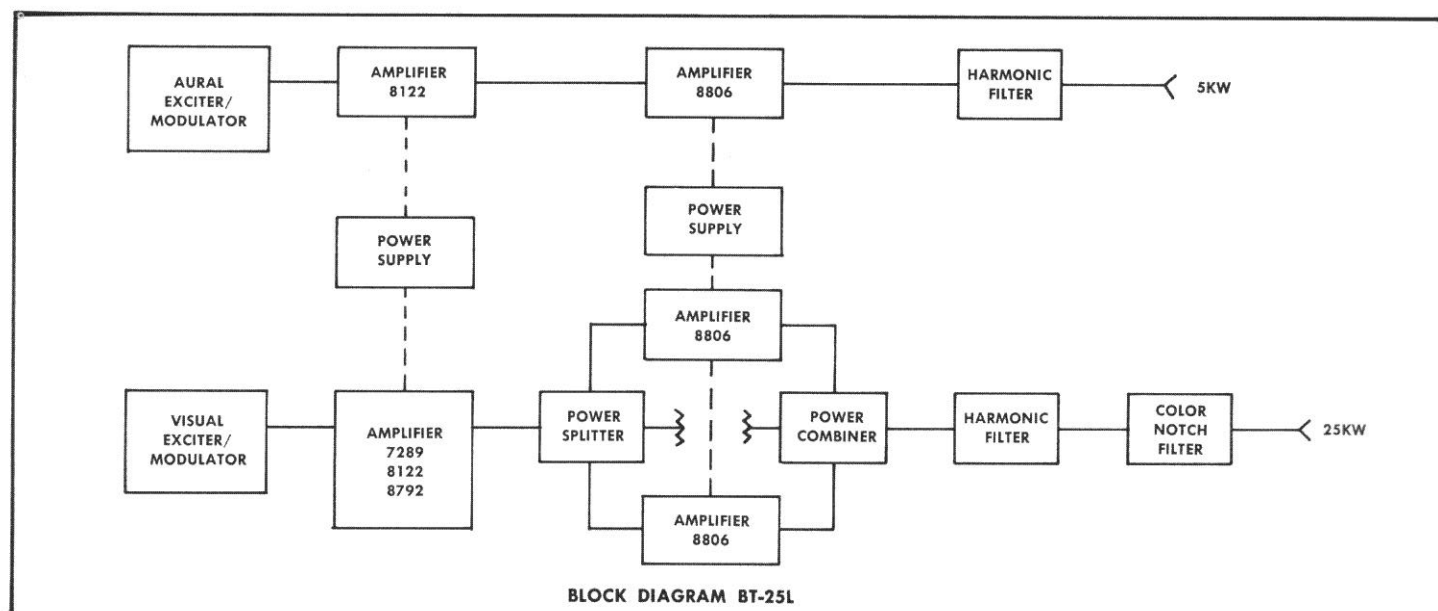 AURAL
EXCITER/
MODULATOR
AMPLIFIER
8122
AMPLIFIER
8806
HARMONIC
FILTER
5KW
POWER
SUPPLY
POWER
SUPPLY
AMPLIFIER
8806
VISUAL
EXCITER/
MODULATOR
AMPLIFIER
7289
8122
8792
POWER
SPLITTER
POWER
COMBINER
HARMONIC
FILTER
COLOR
NOTCH
FILTER
25KW
AMPLIFIER
8806
BLOCK DIAGRAM BT-25L